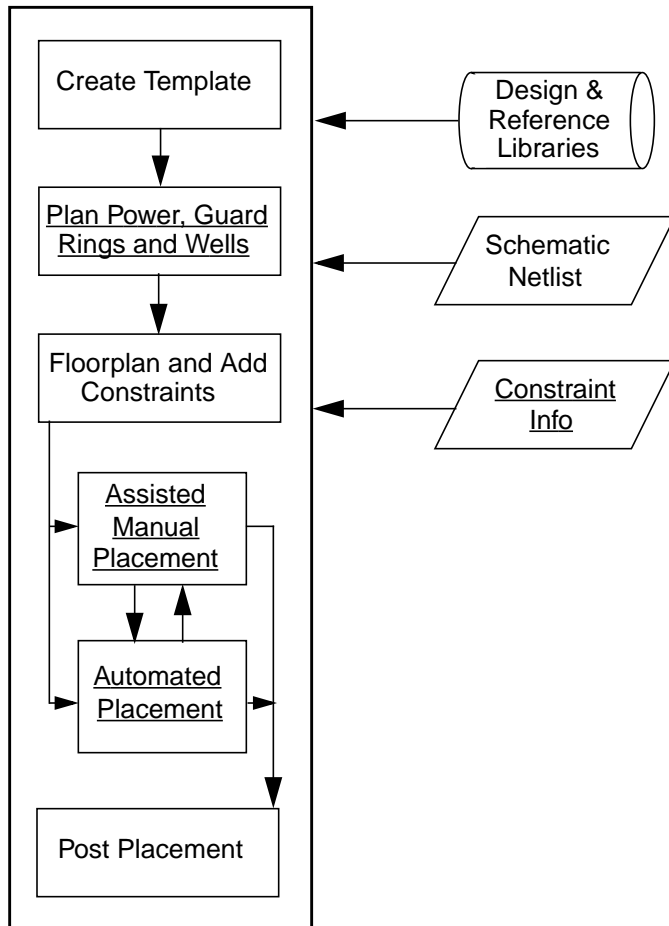 Create Template
Design &
Reference
Libraries
Plan Power, Guard
Rings and Wells
Schematic
Netlist
Floorplan and Add
Constraints
Constraint
Info
Assisted
Manual
Placement
Automated
Placement
Post Placement